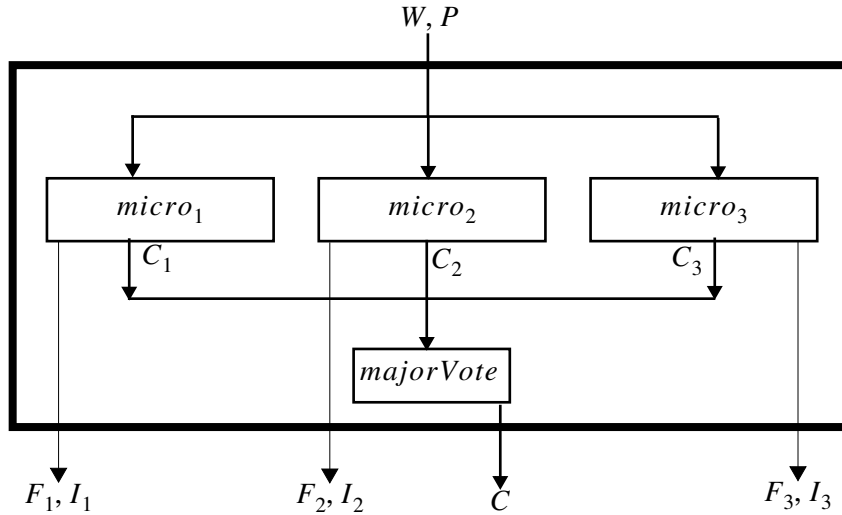 W, P
micro₁ micro₂ micro₃
C₁ C₂ C₃
majorVote
F₁, I₁ F₂, I₂ C F₃, I₃